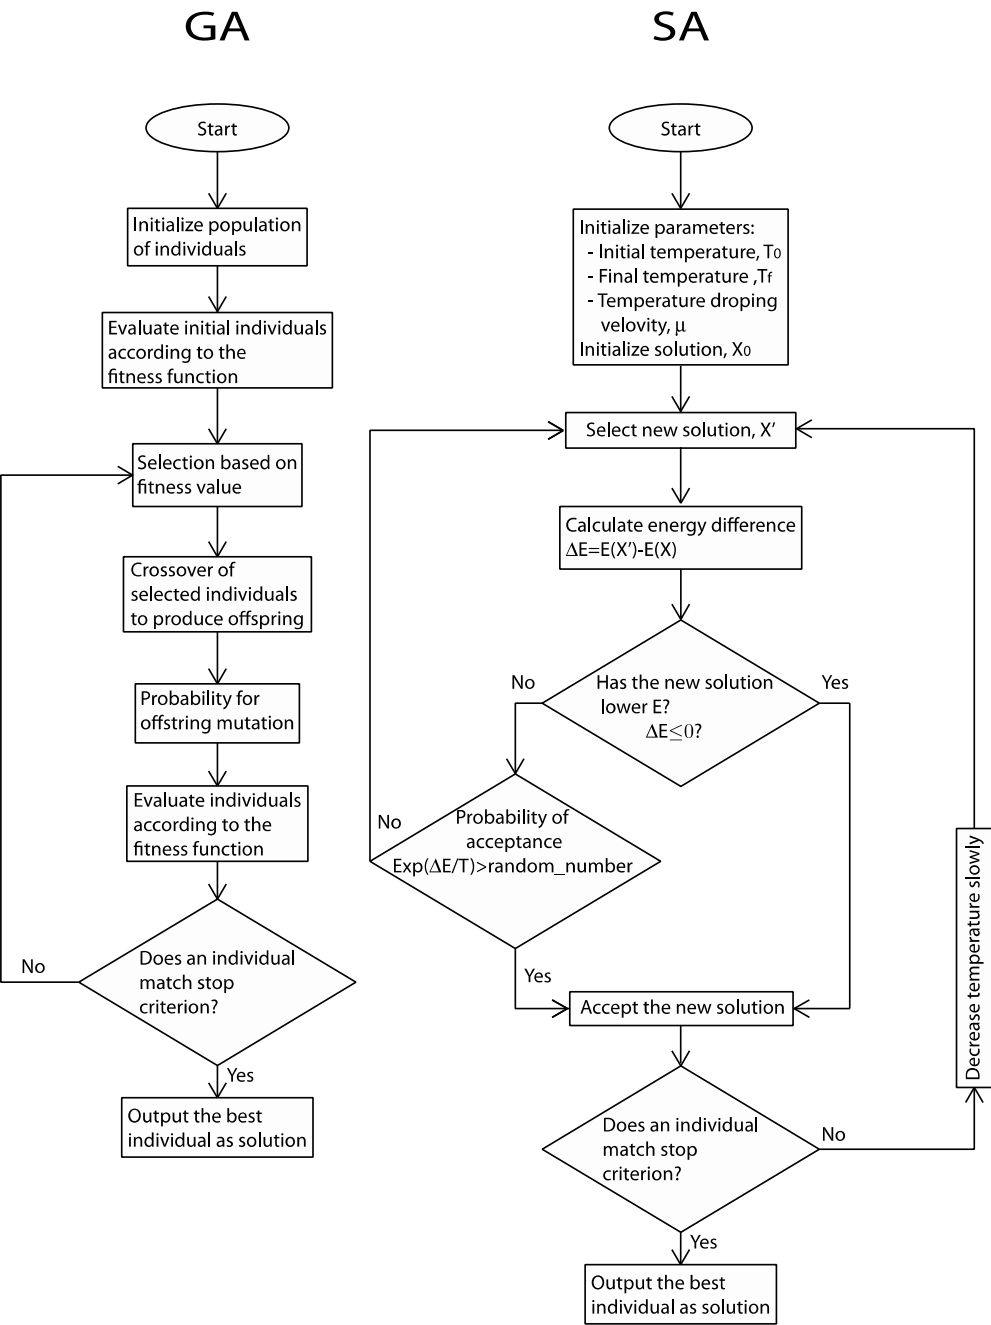 GA
Start
Initialize population
of individuals
Evaluate initial individuals
according to the
fitness function
Selection based on
fitness value
Crossover of
selected individuals
to produce offspring
Probability for
offstring mutation
Evaluate individuals
according to the
fitness function
Does an individual
match stop
criterion?
No
Yes
Output the best
individual as solution
SA
Start
Initialize parameters:
- Initial temperature, T0
- Final temperature ,Tf
- Temperature droping
velovity, μ
Initialize solution, X0
Select new solution, X'
Calculate energy difference
ΔE=E(X')-E(X)
Has the new solution
lower E?
ΔE≤0?
No
Yes
Probability of
acceptance
Exp(ΔE/T)>random_number
No
Yes
Accept the new solution
Does an individual
match stop
criterion?
No
Decrease temperature slowly
Yes
Output the best
individual as solution